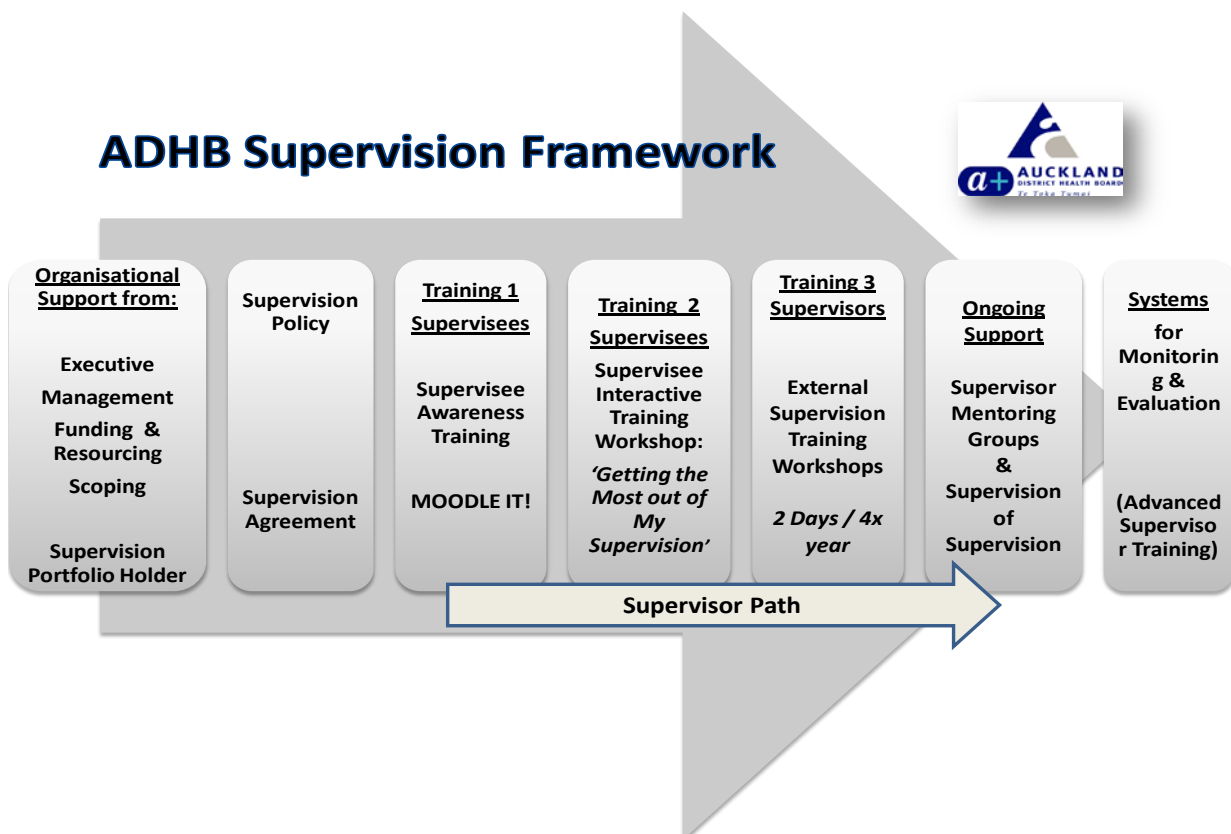 ADHB Supervision Framework
a+
AUCKLAND
DISTRICT HEALTH BOARD
Te Toka Tumai
Organisational
Support from:
Executive
Management
Funding & 
Resourcing
Scoping
Supervision
Portfolio Holder
Supervision
Policy
Supervision
Agreement
Training 1
Supervisees
Supervisee
Awareness
Training
MOODLE IT!
Training 2
Supervisees
Supervisee
Interactive
Training
Workshop:
‘Getting the
Most out of
My
Supervision’
Training 3
Supervisors
External
Supervision
Training
Workshops
2 Days / 4x
year
Ongoing
Support
Supervisor
Mentoring
Groups
&
Supervision
of
Supervision
Systems
for
Monitorin
g &
Evaluation
(Advanced
Superviso
r Training)
Supervisor Path